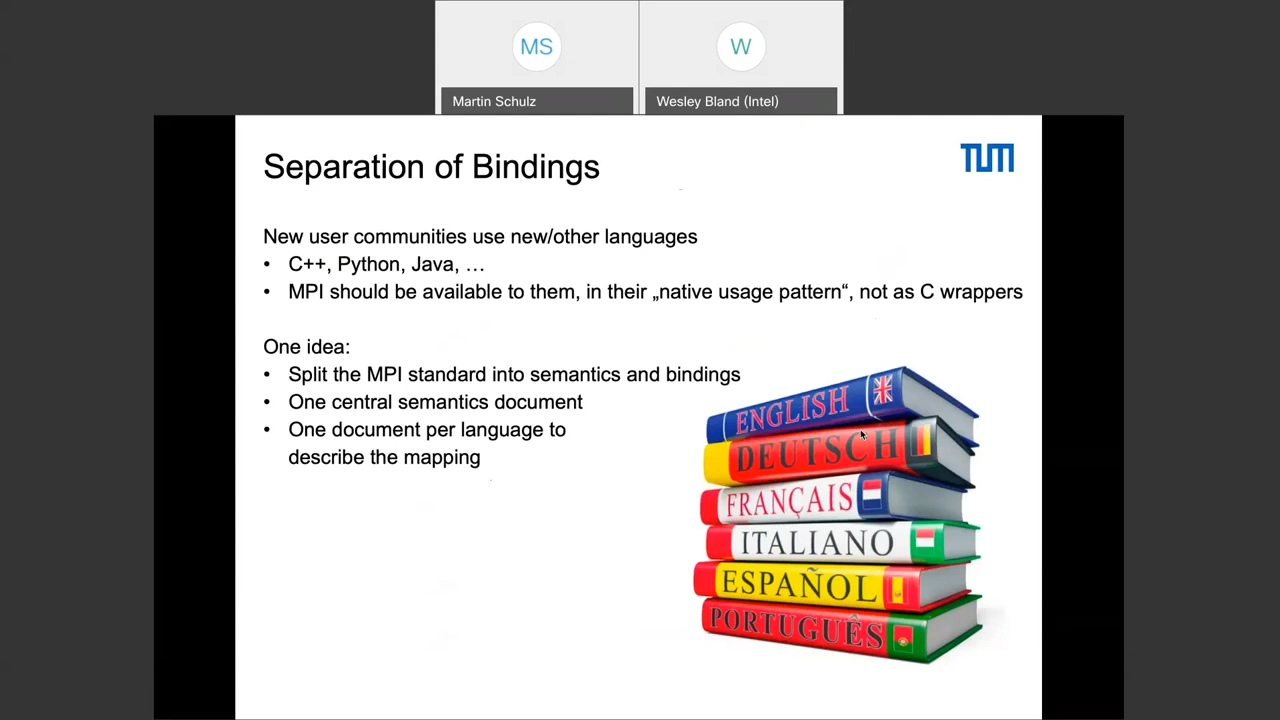 MS
W
Martin Schulz
Wesley Bland (Intel)
Separation of Bindings
TUM
New user communities use new/other languages
• C++, Python, Java, …
• MPI should be available to them, in their „native usage pattern“, not as C wrappers
One idea:
• Split the MPI standard into semantics and bindings
• One central semantics document
• One document per language to
describe the mapping
ENGLISH
DEUTSCH
FRANÇAIS
ITALIANO
ESPAÑOL
PORTUGUÊS